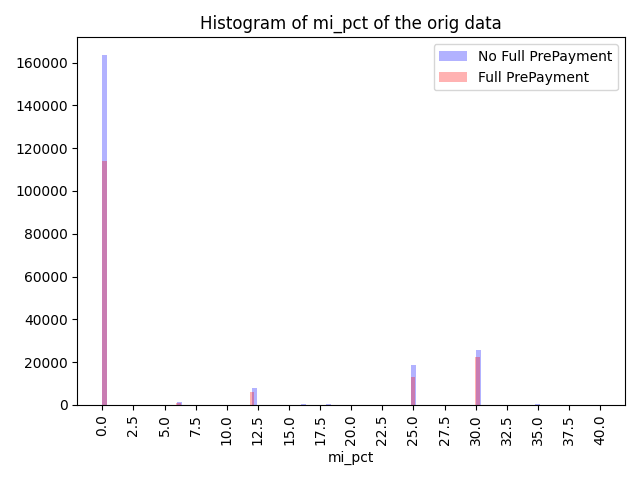 Histogram of mi_pct of the orig data
No Full PrePayment
Full PrePayment
160000
140000
120000
100000
80000
60000
40000
20000
0
0.0 2.5 5.0 7.5 10.0 12.5 15.0 17.5 20.0 22.5 25.0 27.5 30.0 32.5 35.0 37.5 40.0
mi_pct